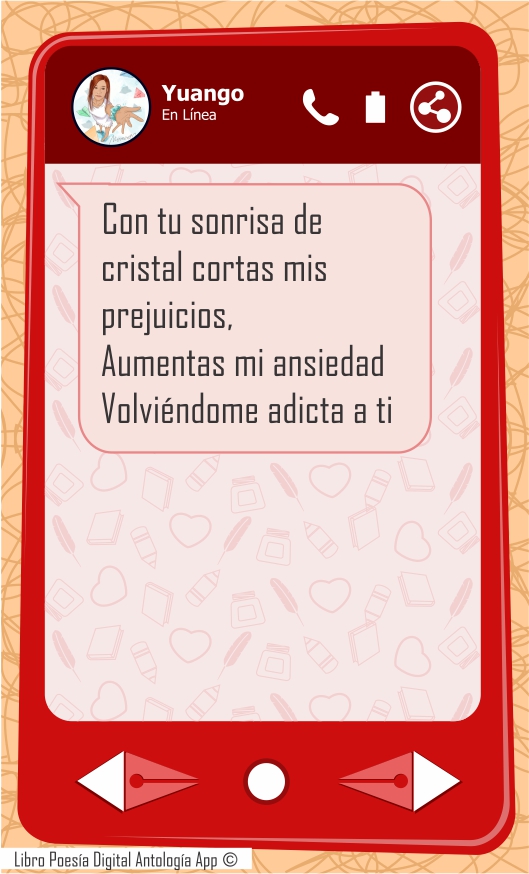 Yuango
En Línea
Con tu sonrisa de
cristal cortas mis
prejuicios,
Aumentas mi ansiedad
Volviéndome adicta a ti
Libro Poesía Digital Antología App ©